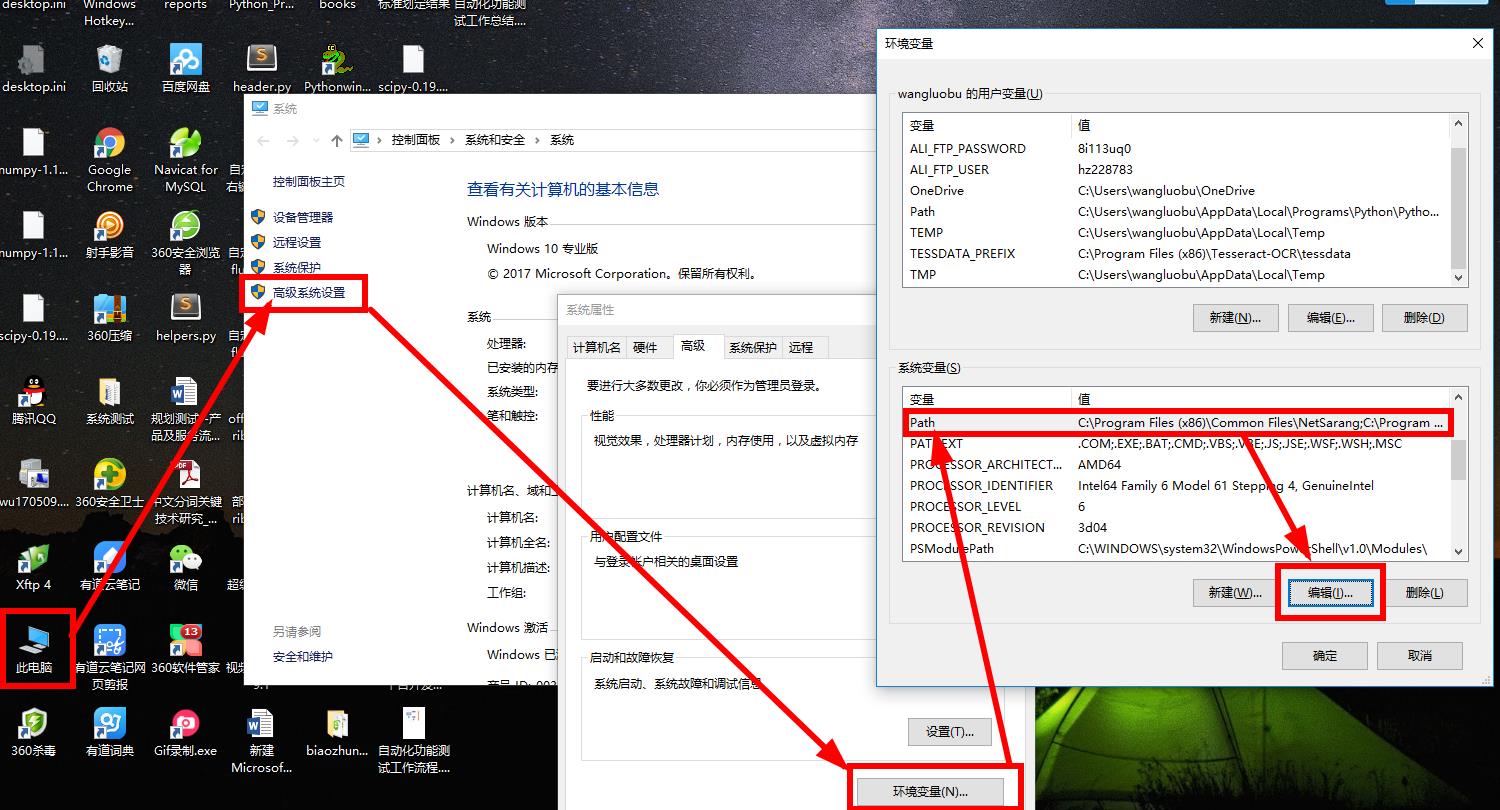 desktop.ini
Windows
Hotkey...
reports
Python_Pr...
books
标准划是结果
自动化功能测
试工作总结....
desktop.ini
回收站
百度网盘
header.py
Pythonwin...
scipy-0.19....
numpy-1.1...
Google
Chrome
Navicat for
MySQL
numpy-1.1...
射手影音
360安全浏览
器
scipy-0.19....
360压缩
helpers.py
腾讯QQ
系统测试
规划测试—产
品及服务流...
wu170509....
360安全卫士
中文分词关键
技术研究_...
Xftp 4
有道云笔记
微信
此电脑
有道云笔记网
页剪报
13
360软件管家
360杀毒
有道词典
Gif录制.exe
新建
Microsof...
biaozhun...
自动化功能测
试工作流程....
系统
控制面板 › 系统和安全 › 系统
控制面板主页
设备管理器
远程设置
系统保护
高级系统设置
另请参阅
安全和维护
查看有关计算机的基本信息
Windows 版本
Windows 10 专业版
© 2017 Microsoft Corporation。保留所有权利。
系统
处理器:
已安装的内存
系统类型:
笔和触控:
计算机名、域和工
计算机名:
计算机全名:
计算机描述:
工作组:
Windows 激活
Windows 已
系统属性
计算机名 硬件 高级 系统保护 远程
要进行大多数更改，你必须作为管理员登录。
性能
视觉效果，处理器计划，内存使用，以及虚拟内存
用户配置文件
与登录帐户相关的桌面设置
启动和故障恢复
系统启动、系统故障和调试信息
设置(T)...
环境变量(N)...
环境变量
wangluobu 的用户变量(U)
变量 值
ALI_FTP_PASSWORD 8i113uq0
ALI_FTP_USER hz228783
OneDrive C:\Users\wangluobu\OneDrive
Path C:\Users\wangluobu\AppData\Local\Programs\Python\Pytho...
TEMP C:\Users\wangluobu\AppData\Local\Temp
TESSDATA_PREFIX C:\Program Files (x86)\Tesseract-OCR\tessdata
TMP C:\Users\wangluobu\AppData\Local\Temp
新建(N)... 编辑(E)... 删除(D)
系统变量(S)
变量 值
Path C:\Program Files (x86)\Common Files\NetSarang;C:\Program ...
PATHEXT .COM;.EXE;.BAT;.CMD;.VBS;.VBE;.JS;.JSE;.WSF;.WSH;.MSC
PROCESSOR_ARCHITECT... AMD64
PROCESSOR_IDENTIFIER Intel64 Family 6 Model 61 Stepping 4, GenuineIntel
PROCESSOR_LEVEL 6
PROCESSOR_REVISION 3d04
PSModulePath C:\WINDOWS\system32\WindowsPowerShell\v1.0\Modules\
新建(W)... 编辑(I)... 删除(L)
确定 取消